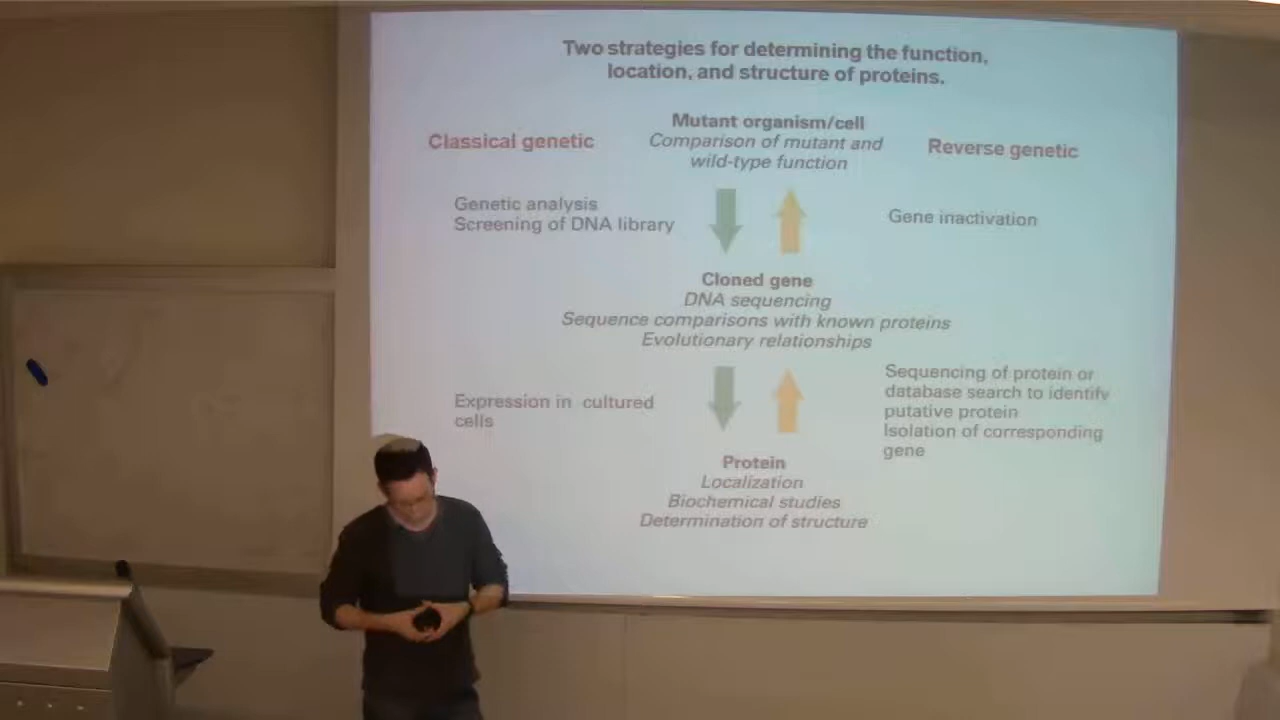 Two strategies for determining the function,
location, and structure of proteins.
Mutant organism/cell
Classical genetic
Comparison of mutant and
wild-type function
Reverse genetic
Genetic analysis
Screening of DNA library
Gene inactivation
Cloned gene
DNA sequencing
Sequence comparisons with known proteins
Evolutionary relationships
Expression in cultured
cells
Sequencing of protein or
database search to identify
putative protein
Isolation of corresponding
gene
Protein
Localization
Biochemical studies
Determination of structure